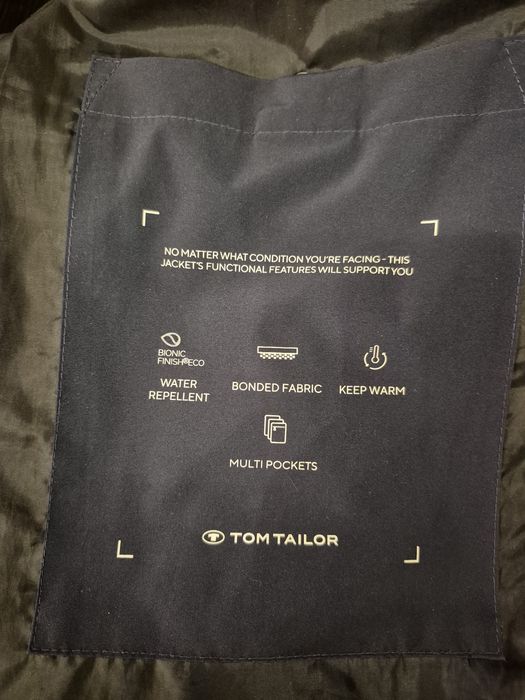 NO MATTER WHAT CONDITION YOU'RE FACING - THIS
JACKET'S FUNCTIONAL FEATURES WILL SUPPORT YOU
BIONIC
FINISH®ECO
WATER
REPELLENT
BONDED FABRIC
KEEP WARM
MULTI POCKETS
TOM TAILOR